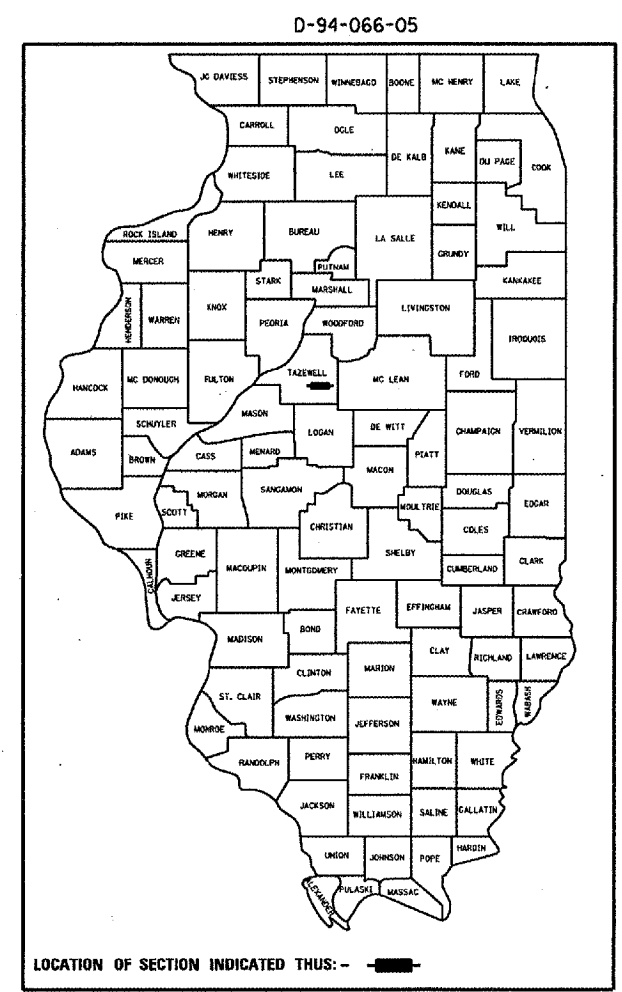 D-94-066-05
JO DAVIESS
STEPHENSON
WINNEBAGO
BOONE
MC HENRY
LAKE
CARROLL
OGLE
DE KALB
KANE
DU PAGE
COOK
WHITESIDE
LEE
KENDALL
WILL
ROCK ISLAND
HENRY
BUREAU
LA SALLE
GRUNDY
MERCER
PUTNAM
KANKAKEE
STARK
MARSHALL
HENDERSON
WARREN
KNOX
PEORIA
WOODFORD
LIVINGSTON
IROQUOIS
HANCOCK
MC DONOUGH
FULTON
TAZEWELL
MC LEAN
FORD
MASON
SCHUYLER
LOGAN
DE WITT
CHAMPAIGN
VERMILION
ADAMS
BROWN
CASS
MENARD
PIATT
MACON
PIKE
SCOTT
MORGAN
SANGAMON
DOUGLAS
EDGAR
MOULTRIE
CHRISTIAN
COLES
GREENE
MACOUPIN
MONTGOMERY
SHELBY
CUMBERLAND
CLARK
CALHOUN
JERSEY
FAYETTE
EFFINGHAM
JASPER
CRAWFORD
MADISON
BOND
CLAY
RICHLAND
LAWRENCE
CLINTON
MARION
ST. CLAIR
WAYNE
EDWARDS
WABASH
WASHINGTON
JEFFERSON
MONROE
RANDOLPH
PERRY
HAMILTON
WHITE
FRANKLIN
JACKSON
WILLIAMSON
SALINE
GALLATIN
UNION
JOHNSON
POPE
HARDIN
ALEXANDER
PULASKI
MASSAC
LOCATION OF SECTION INDICATED THUS:-